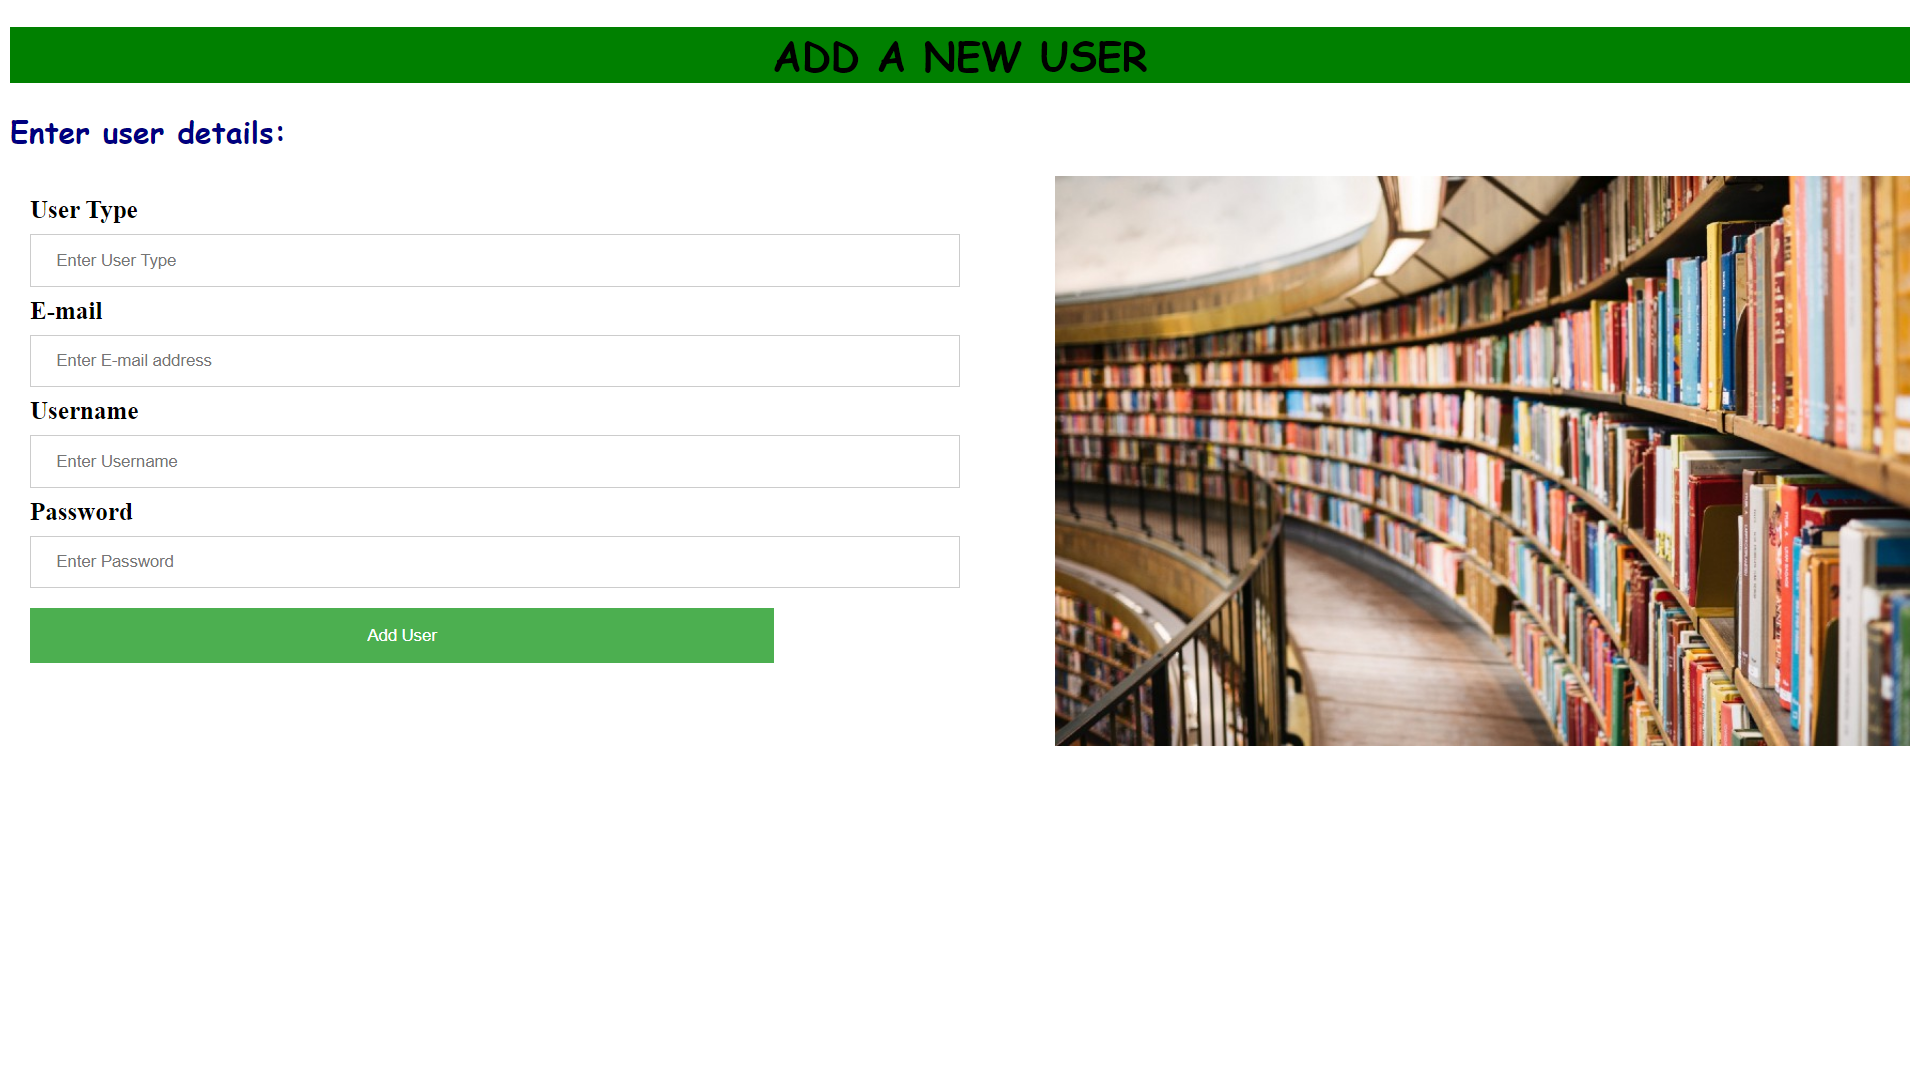 ADD A NEW USER
Enter user details:
User Type
Enter User Type
E-mail
Enter E-mail address
Username
Enter Username
Password
Enter Password
Add User